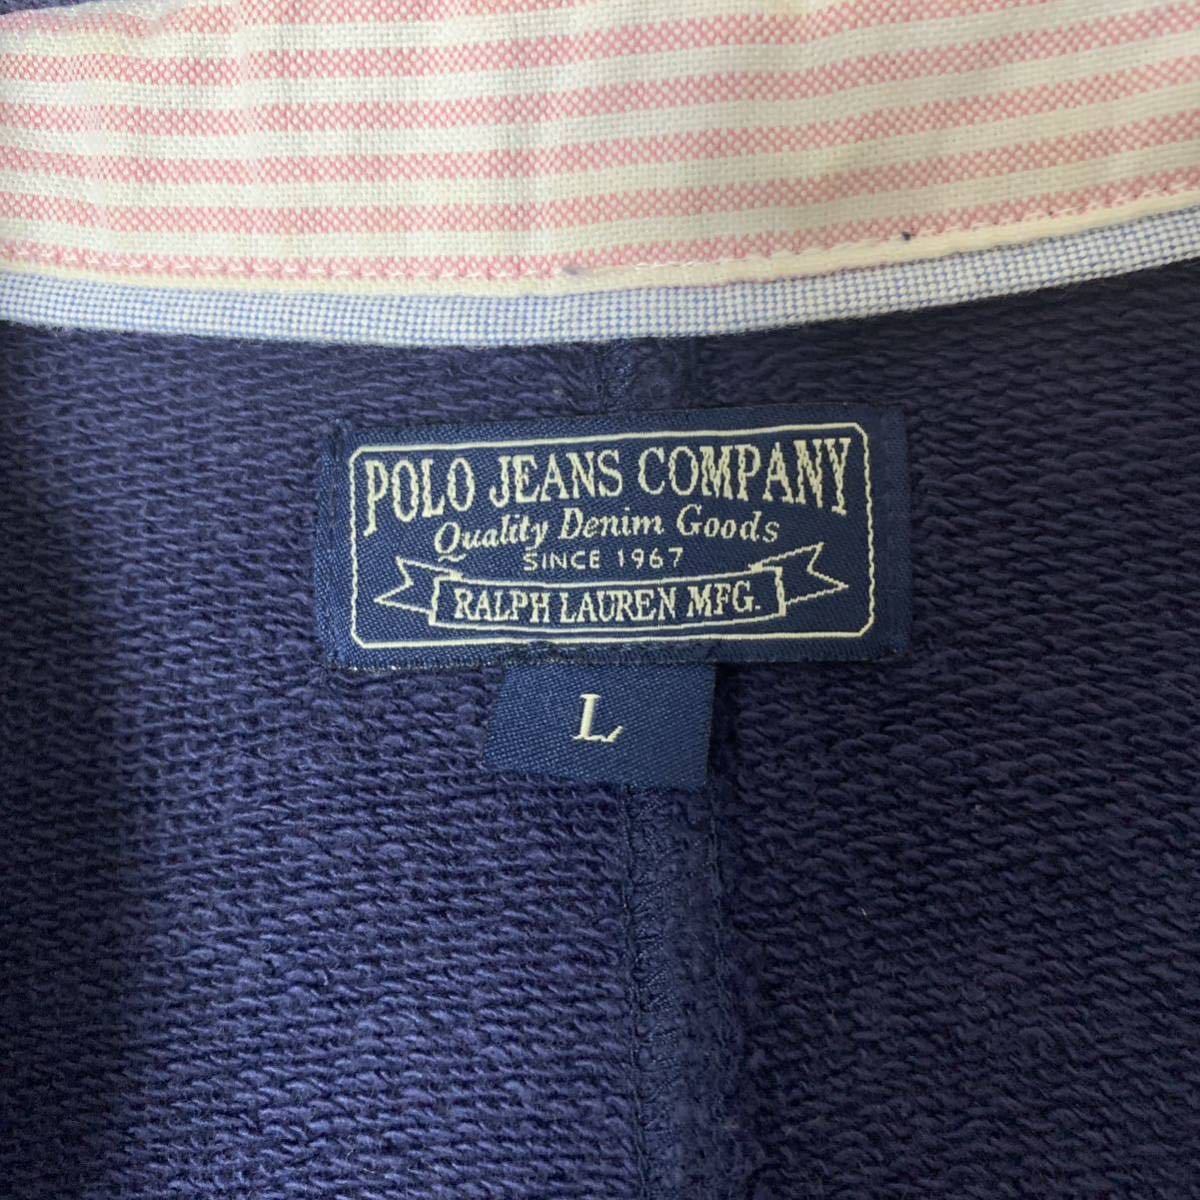 POLO JEANS COMPANY
Quality Denim Goods
SINCE 1967
RALPH LAUREN MFG.
L